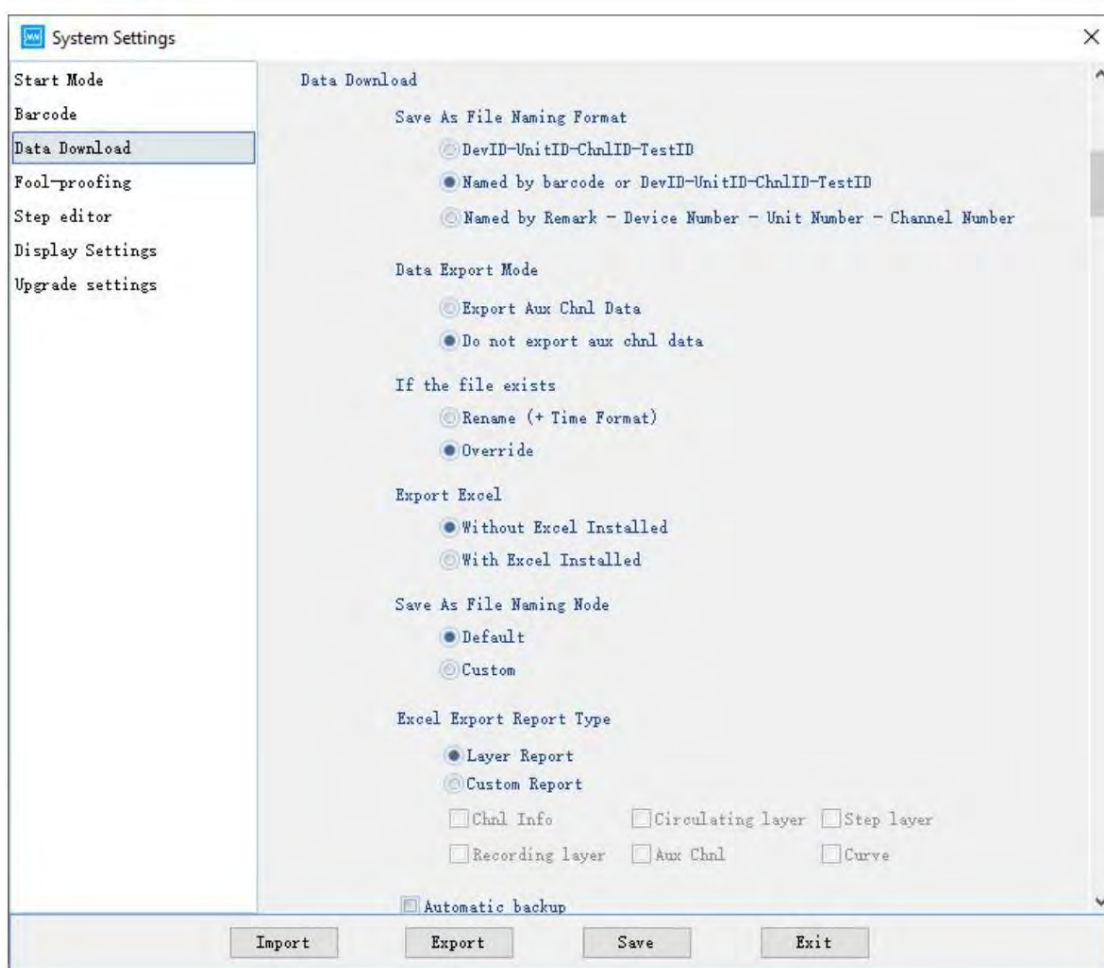 System Settings
Start Mode
Barcode
Data Download
Fool-proofing
Step editor
Display Settings
Upgrade settings
Data Download
Save As File Naming Format
DevID-UnitID-ChnlID-TestID
Named by barcode or DevID-UnitID-ChnlID-TestID
Named by Remark - Device Number - Unit Number - Channel Number
Data Export Mode
Export Aux Chnl Data
Do not export aux chnl data
If the file exists
Rename (+ Time Format)
Override
Export Excel
Without Excel Installed
With Excel Installed
Save As File Naming Node
Default
Custom
Excel Export Report Type
Layer Report
Custom Report
Chnl Info Circulating layer Step layer
Recording layer Aux Chnl Curve
Automatic backup
Import Export Save Exit